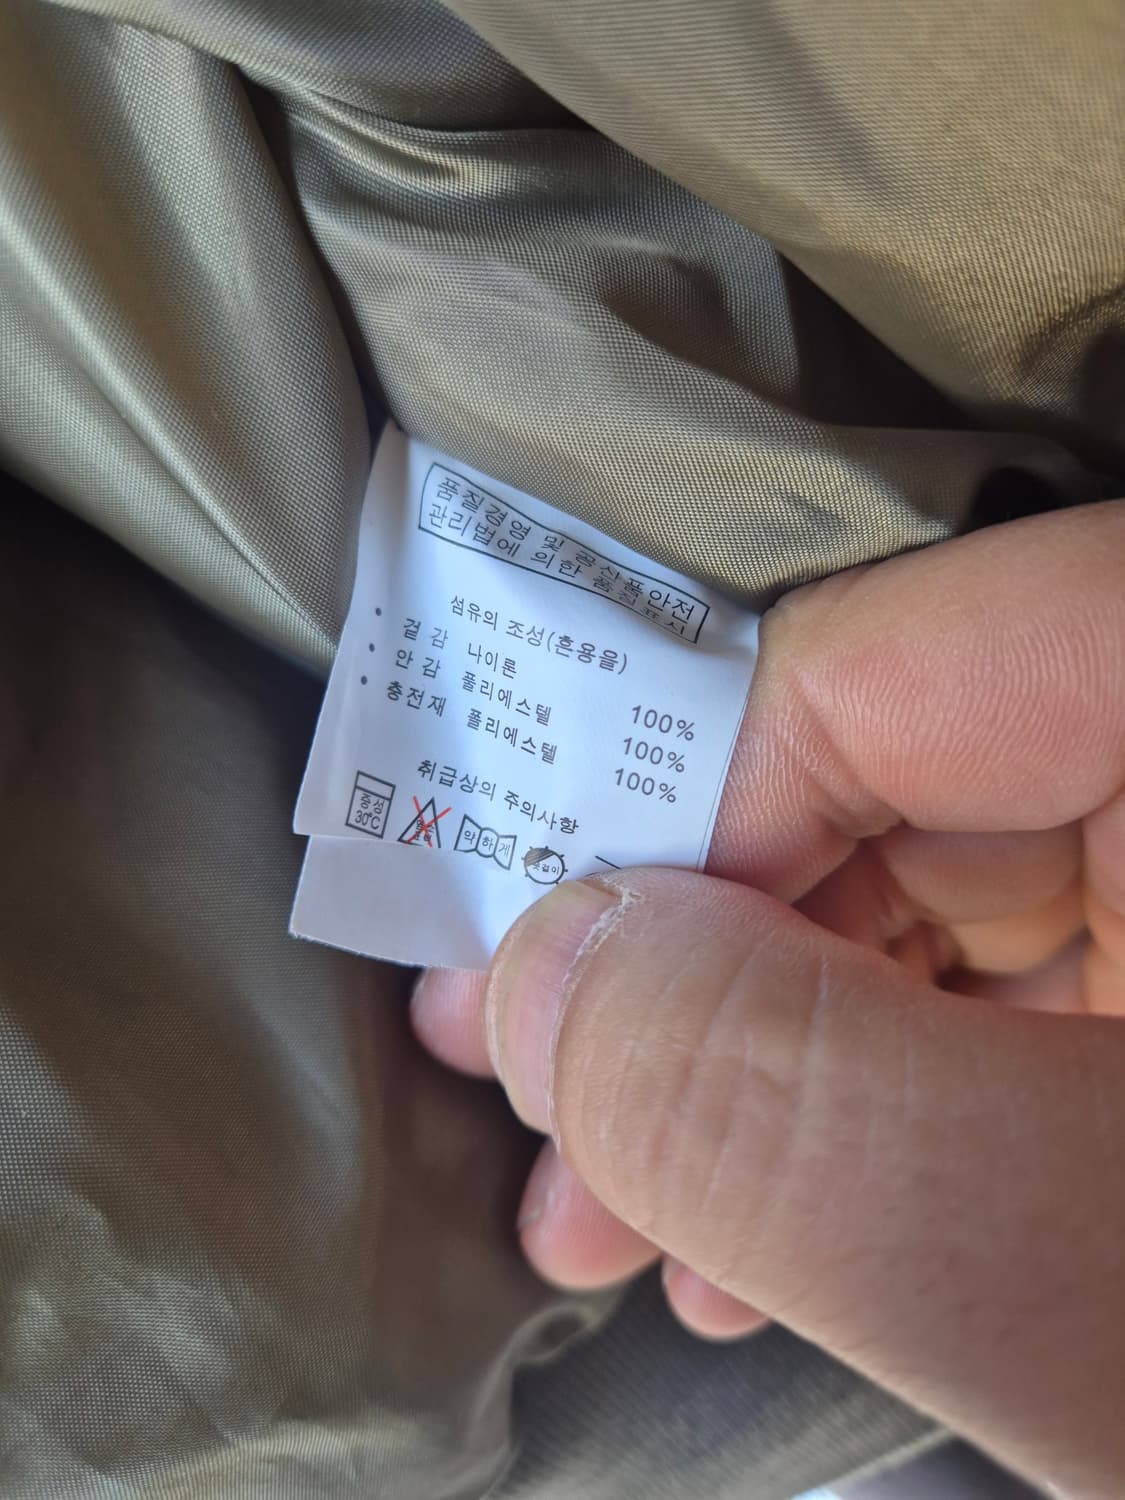 품질경영 및 공산품안전
관리법에 의한 품질표시
섬유의 조성(혼용율)
• 겉감 나이론 100%
• 안감 폴리에스텔 100%
• 충전재 폴리에스텔 100%
취급상의 주의사항
중성
30℃
약하게
옷걸이